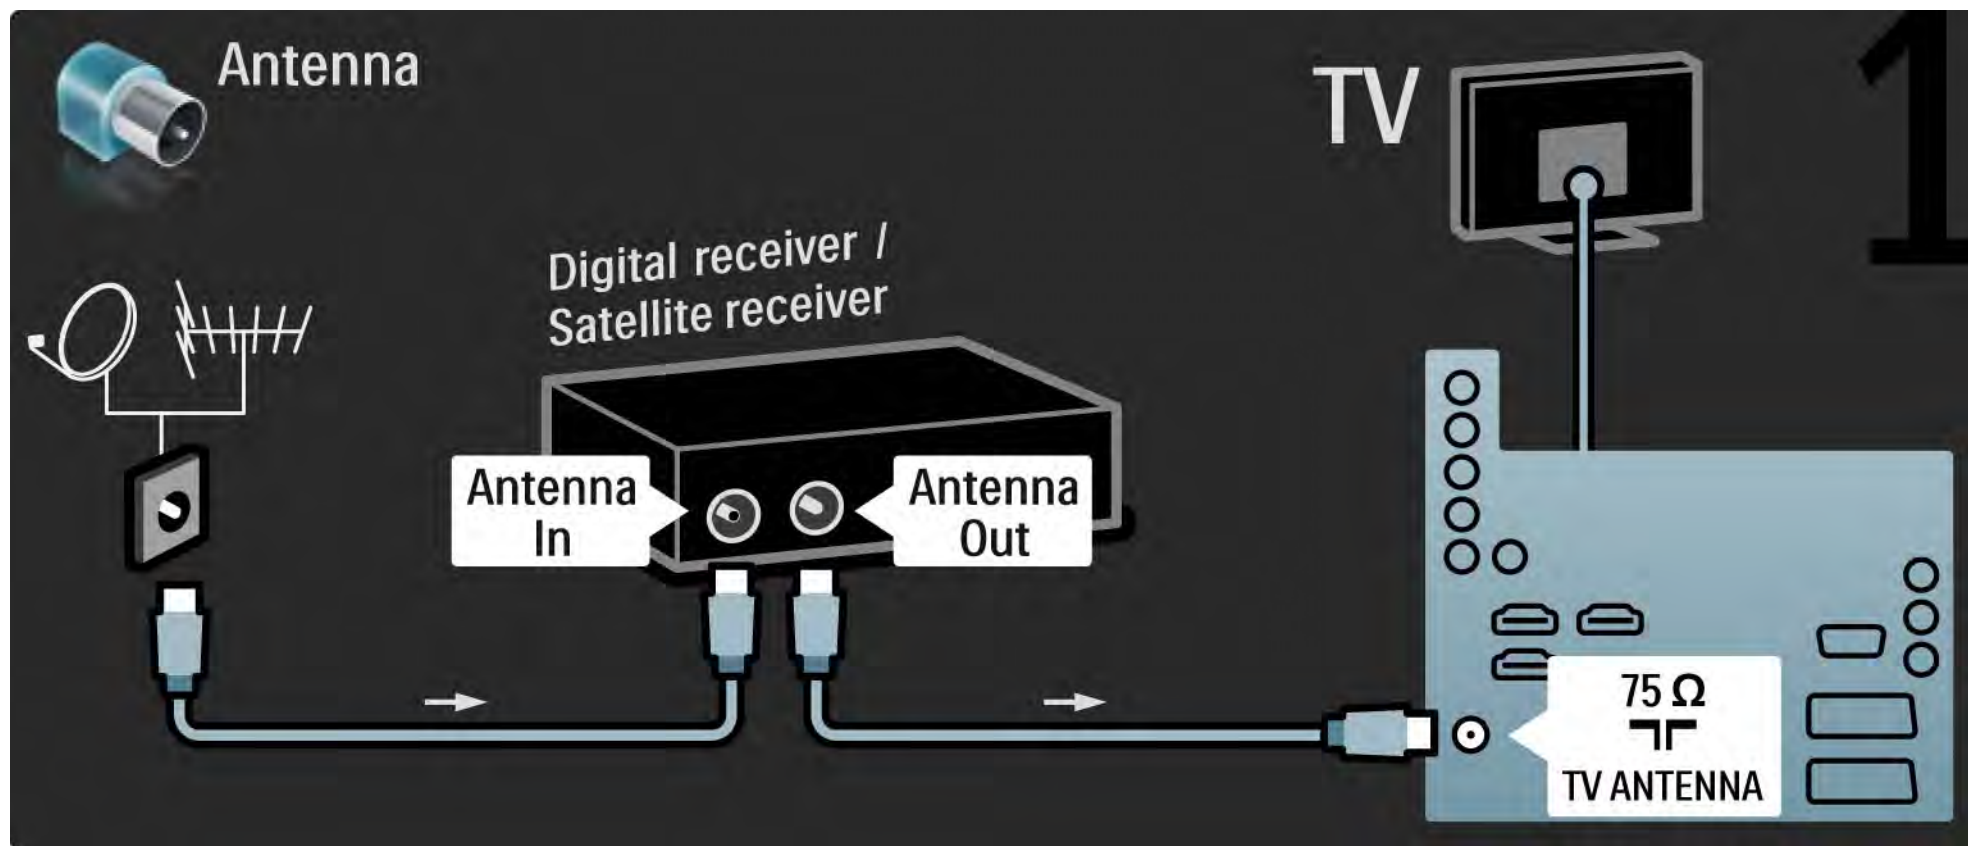 Antenna
TV
1
Digital receiver /
Satellite receiver
Antenna
In
Antenna
Out
75 Ω
TV ANTENNA